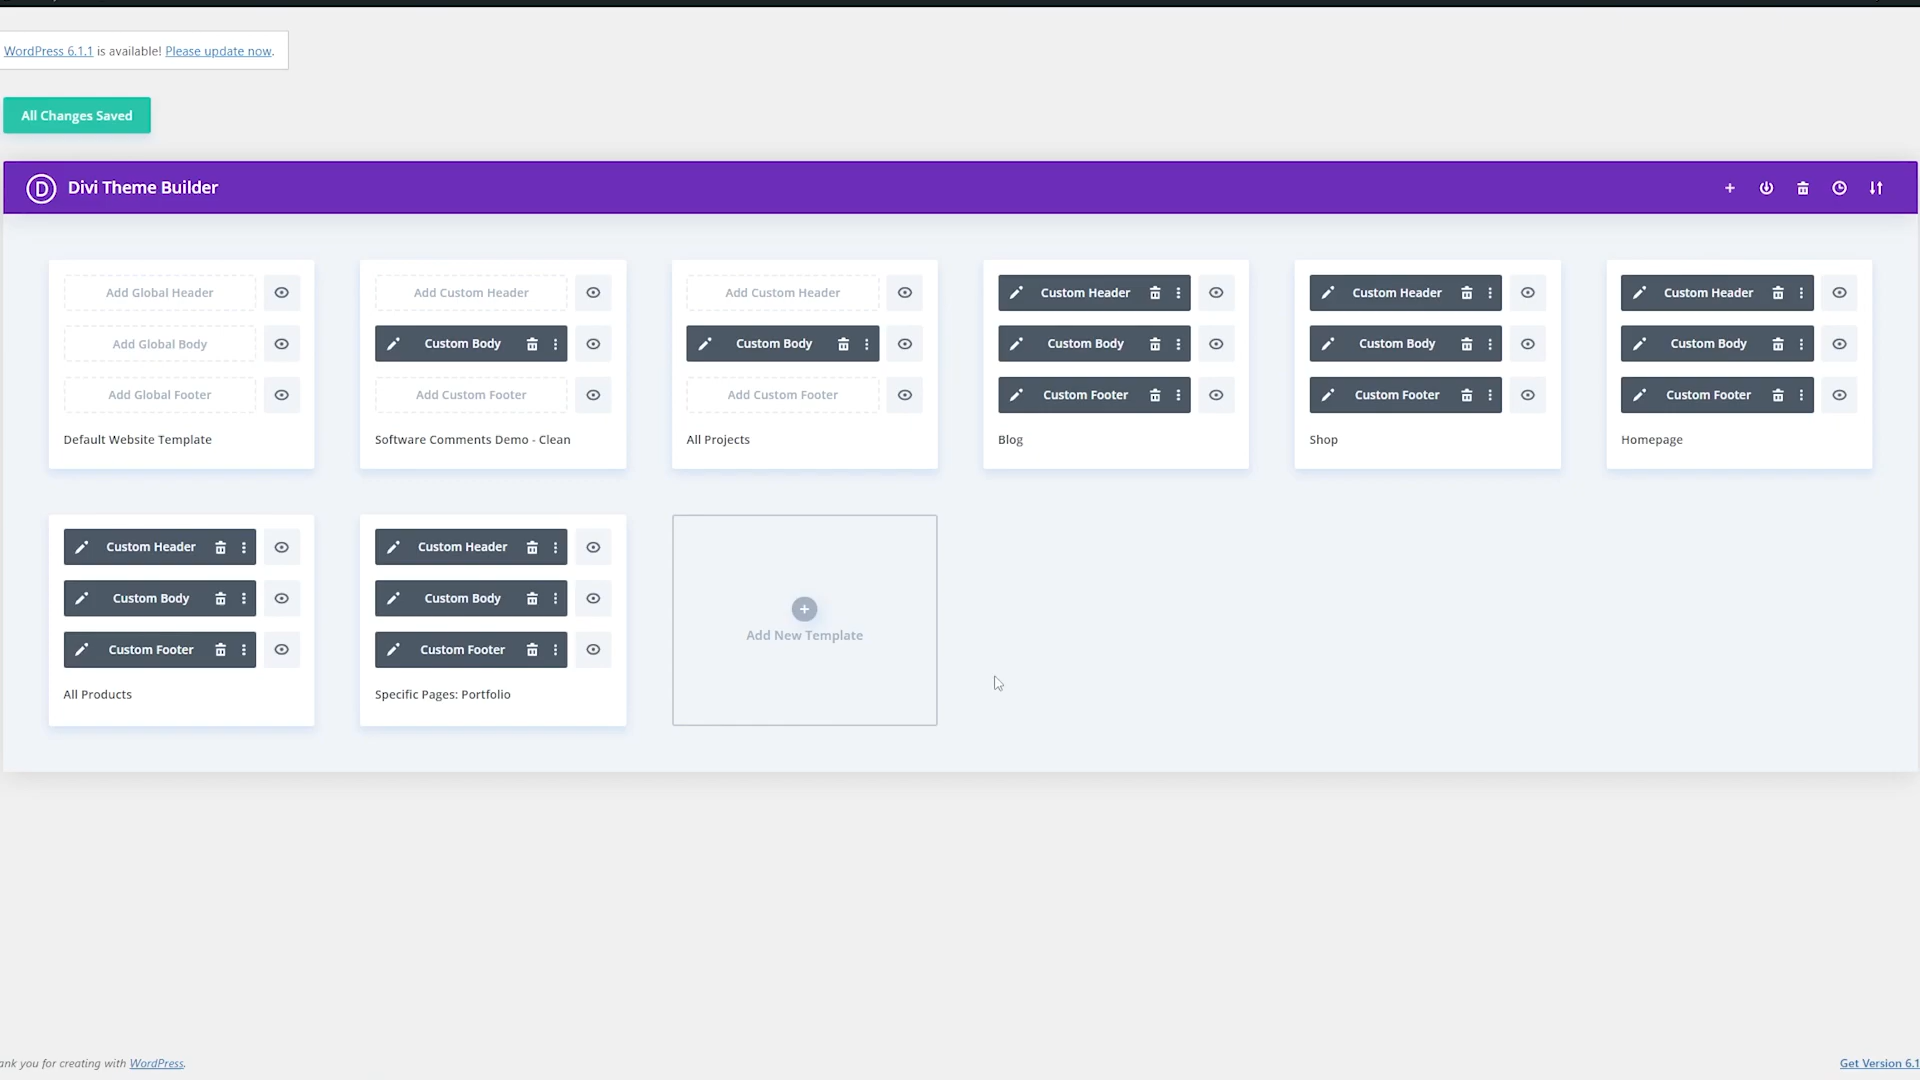 WordPress 6.1.1 is available! Please update now.
All Changes Saved
D Divi Theme Builder
Add Global Header
Add Global Body
Add Global Footer
Default Website Template
Add Custom Header
Custom Body
Add Custom Footer
Software Comments Demo - Clean
Add Custom Header
Custom Body
Add Custom Footer
All Projects
Custom Header
Custom Body
Custom Footer
Blog
Custom Header
Custom Body
Custom Footer
Shop
Custom Header
Custom Body
Custom Footer
Homepage
Custom Header
Custom Body
Custom Footer
All Products
Custom Header
Custom Body
Custom Footer
Specific Pages: Portfolio
Add New Template
ank you for creating with WordPress.
Get Version 6.1